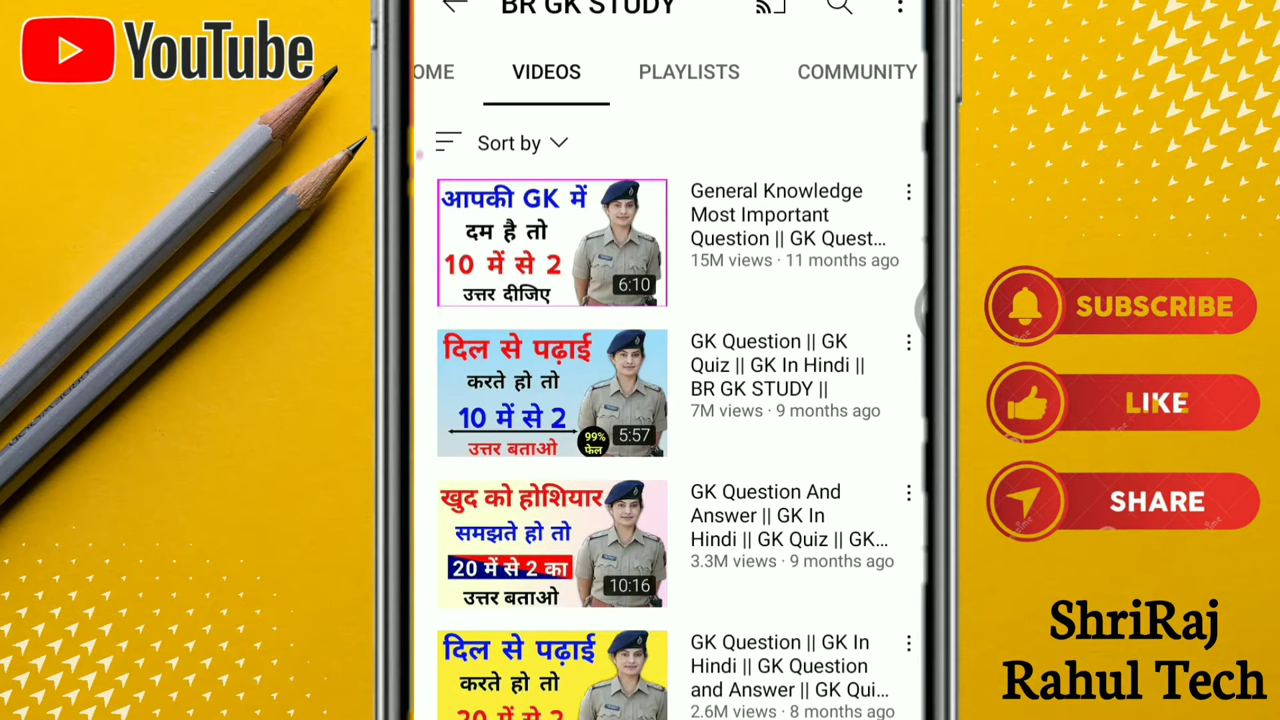 YouTube
BR GK STUDY
OME VIDEOS PLAYLISTS COMMUNITY
Sort by
आपकी GK में
दम है तो
10 में से 2
उत्तर दीजिए
6:10
General Knowledge
Most Important
Question || GK Quest...
15M views · 11 months ago
दिल से पढ़ाई
करते हो तो
10 में से 2
उत्तर बताओ
99%
फेल
5:57
GK Question || GK
Quiz || GK In Hindi ||
BR GK STUDY ||
7M views · 9 months ago
खुद को होशियार
समझते हो तो
20 में से 2 का
उत्तर बताओ
10:16
GK Question And
Answer || GK In
Hindi || GK Quiz || GK...
3.3M views · 9 months ago
दिल से पढ़ाई
करते हो तो
20 में से 2
GK Question || GK In
Hindi || GK Question
and Answer || GK Qui...
2.6M views · 8 months ago
SUBSCRIBE
LIKE
SHARE
ShriRaj
Rahul Tech